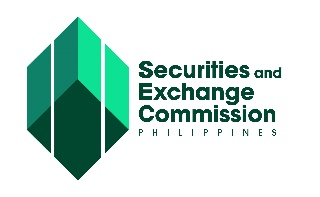 Securities and
Exchange
Commission
PHILIPPINES